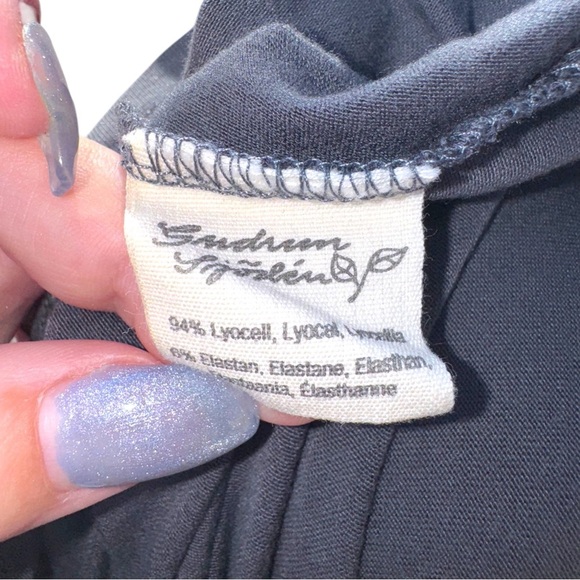 Gudrun
Sjödén
94% Lyocell, Lyocel,
6% Elastan, Elastane, Elasthan,
Élasthanne